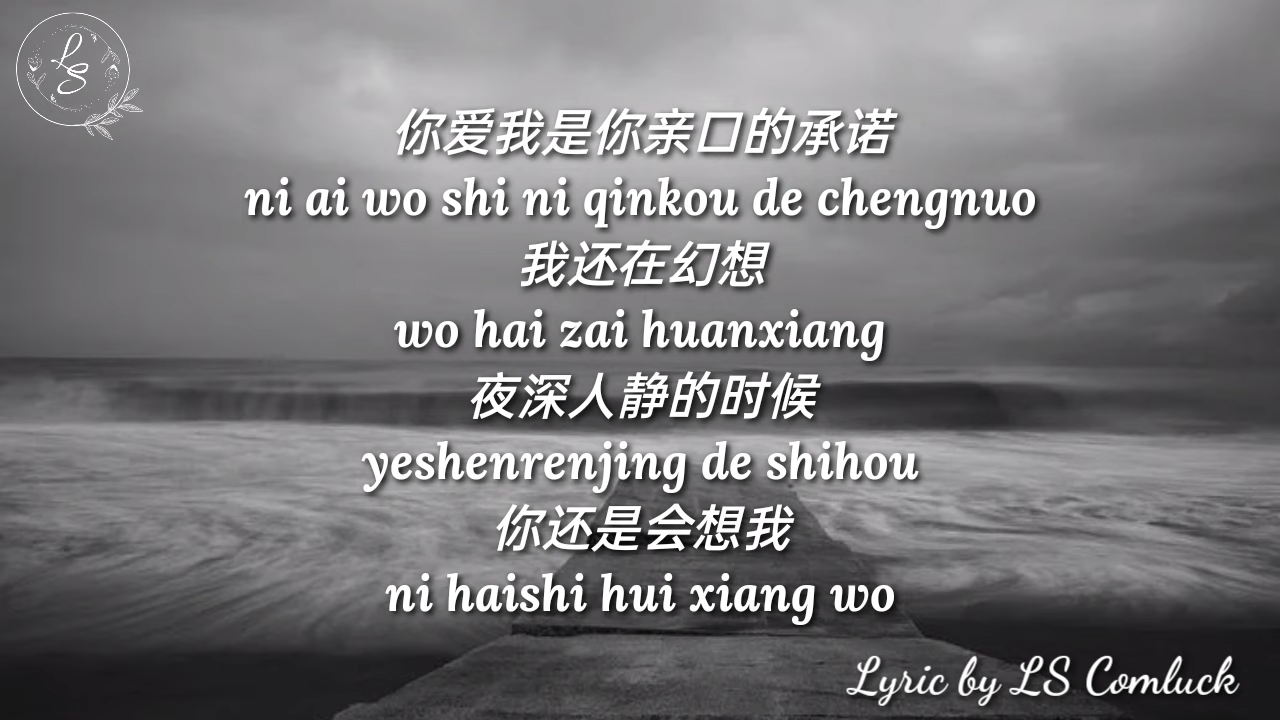 LS
你爱我是你亲口的承诺
ni ai wo shi ni qinkou de chengnuo
我还在幻想
wo hai zai huanxiang
夜深人静的时候
yeshenrenjing de shihou
你还是会想我
ni haishi hui xiang wo
Lyric by LS Comluck